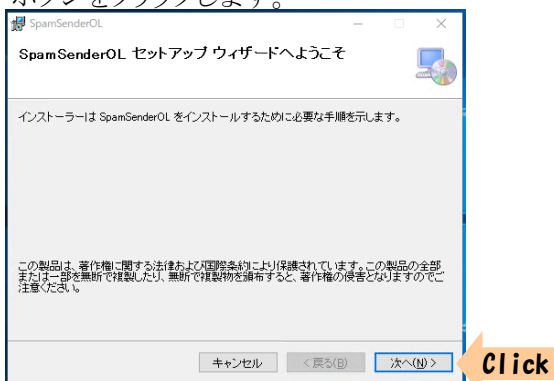 ボタンをクリックします。
SpamSenderOL
SpamSenderOL セットアップ ウィザードへようこそ
インストーラーは SpamSenderOL をインストールするために必要な手順を示します。
この製品は、著作権に関する法律および国際条約により保護されています。この製品の全部
または一部を無断で複製したり、無断で複製物を頒布すると、著作権の侵害となりますのでご
注意ください。
キャンセル
< 戻る(B)
次へ(N) >
Click